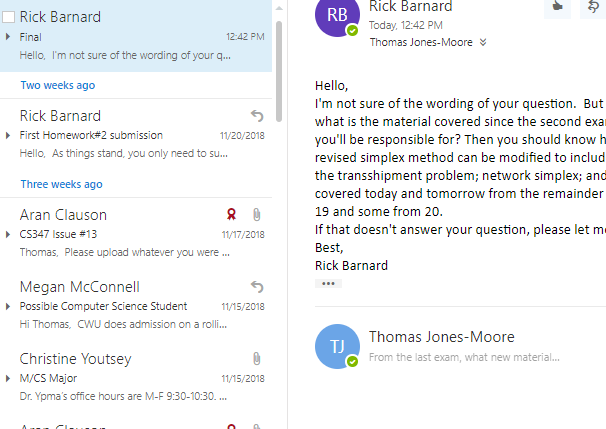 Rick Barnard
Final 12:42 PM
Hello, I'm not sure of the wording of your q...
Two weeks ago
Rick Barnard
First Homework#2 submission 11/20/2018
Hello, As things stand, you only need to su...
Three weeks ago
Aran Clauson
CS347 Issue #13 11/17/2018
Thomas, Please upload whatever you were ...
Megan McConnell
Possible Computer Science Student 11/15/2018
Hi Thomas, CWU does admission on a rolli...
Christine Youtsey
M/CS Major 11/15/2018
Dr. Ypma's office hours are M-F 9:30-10:30. ...
Aran Clauson
RB
Rick Barnard
Today, 12:42 PM
Thomas Jones-Moore
Hello,
I'm not sure of the wording of your question. But
what is the material covered since the second exa
you'll be responsible for? Then you should know h
revised simplex method can be modified to includ
the transshipment problem; network simplex; and
covered today and tomorrow from the remainder
19 and some from 20.
If that doesn't answer your question, please let me
Best,
Rick Barnard
...
TJ
Thomas Jones-Moore
From the last exam, what new material...